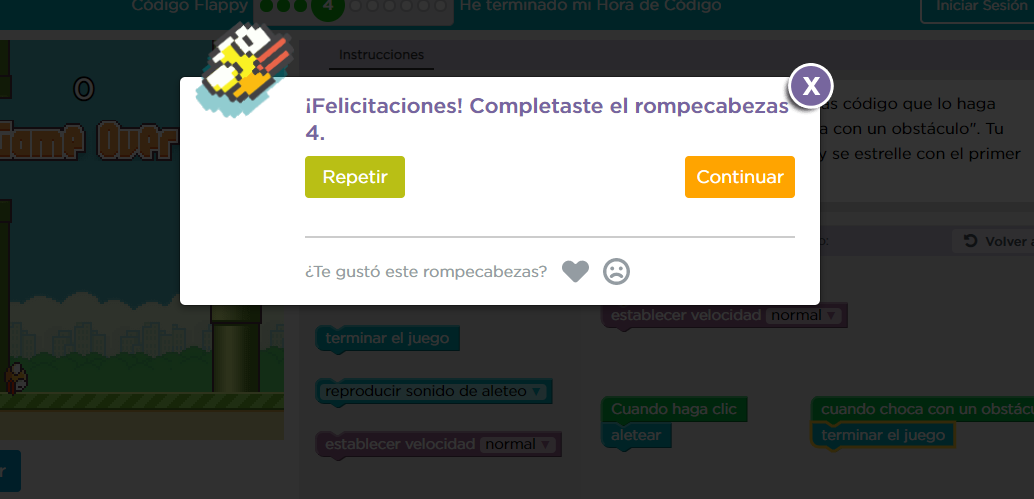 Código Flappy
4
He terminado mi Hora de Código
Iniciar Sesión
Instrucciones
0
Game Over
X
¡Felicitaciones! Completaste el rompecabezas
4.
Repetir
Continuar
¿Te gustó este rompecabezas?
as código que lo haga
a con un obstáculo". Tu
y se estrelle con el primer
Volver a
establecer velocidad normal
terminar el juego
reproducir sonido de aleteo
establecer velocidad normal
Cuando haga clic
aletear
cuando choca con un obstácu
terminar el juego